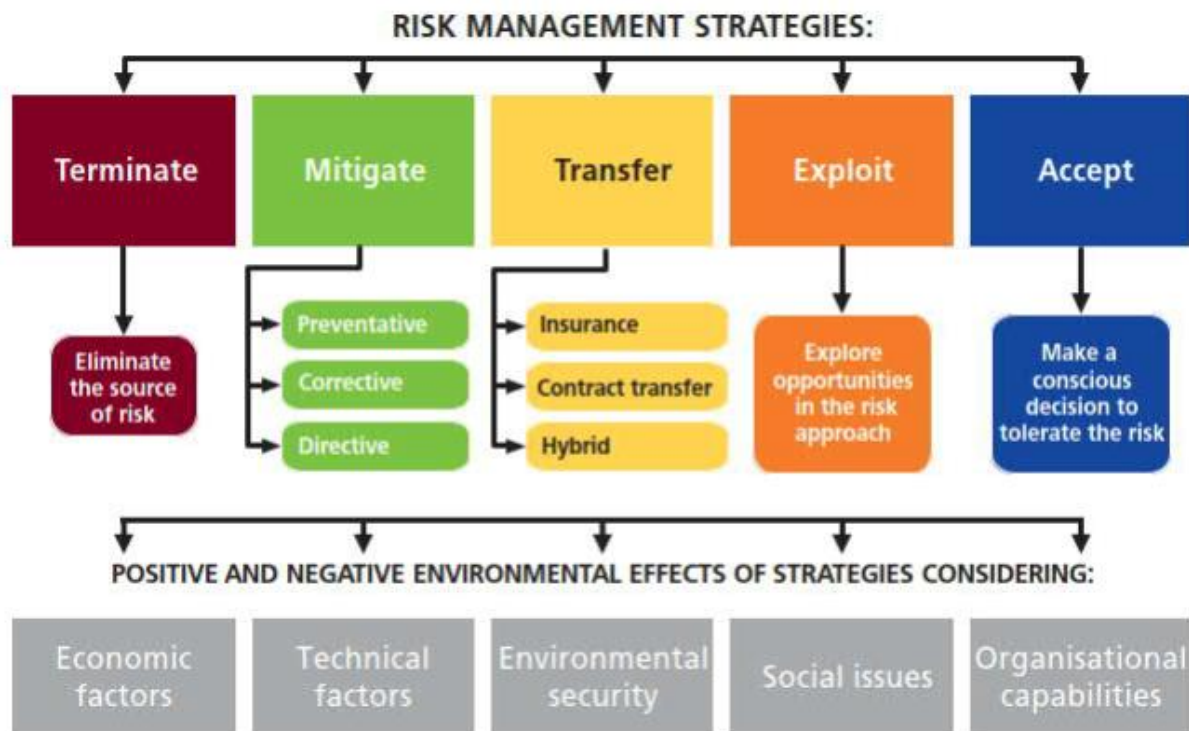 RISK MANAGEMENT STRATEGIES:
Terminate
Mitigate
Transfer
Exploit
Accept
Eliminate
the source
of risk
Preventative
Corrective
Directive
Insurance
Contract transfer
Hybrid
Explore
opportunities
in the risk
approach
Make a
conscious
decision to
tolerate the risk
POSITIVE AND NEGATIVE ENVIRONMENTAL EFFECTS OF STRATEGIES CONSIDERING:
Economic
factors
Technical
factors
Environmental
security
Social issues
Organisational
capabilities